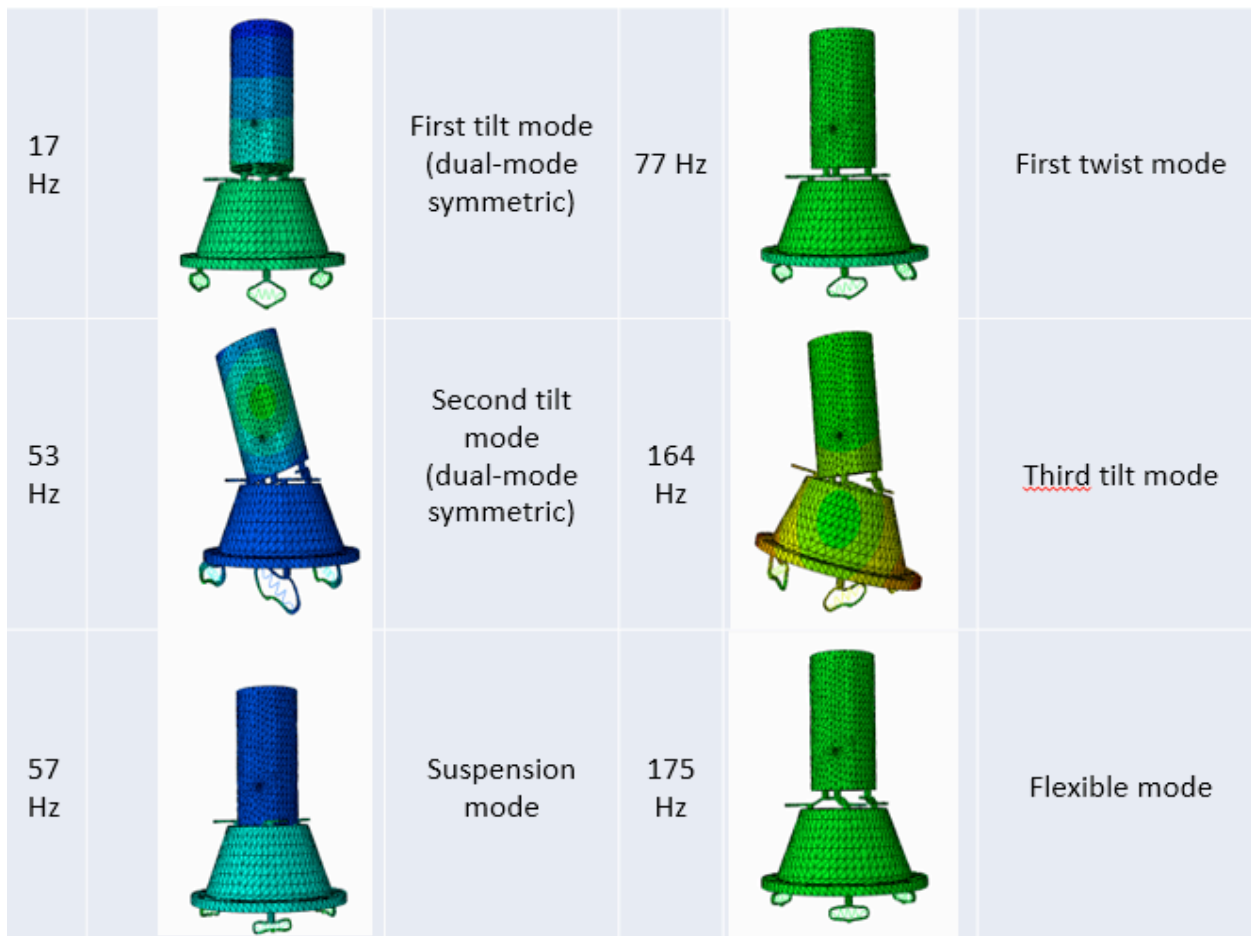 17
Hz
First tilt mode
(dual-mode
symmetric)
77 Hz
First twist mode
53
Hz
Second tilt
mode
(dual-mode
symmetric)
164
Hz
Third tilt mode
57
Hz
Suspension
mode
175
Hz
Flexible mode